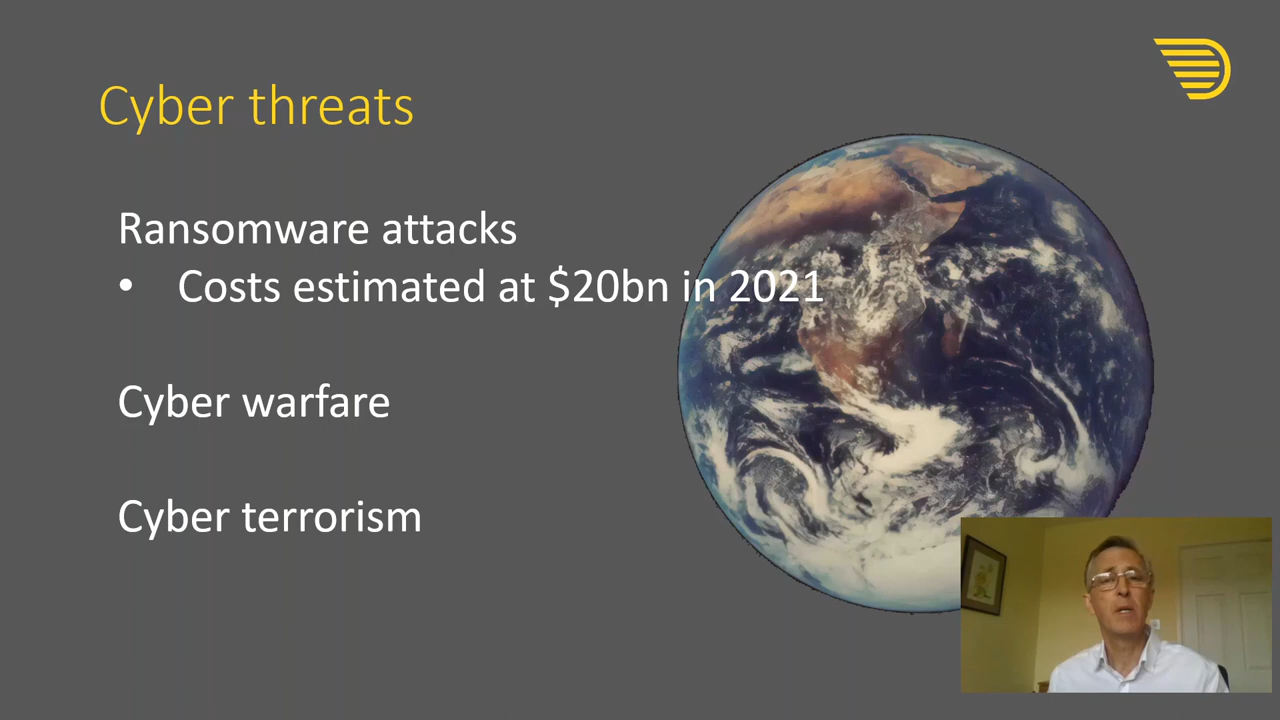 Cyber threats
Ransomware attacks
• Costs estimated at $20bn in 2021
Cyber warfare
Cyber terrorism